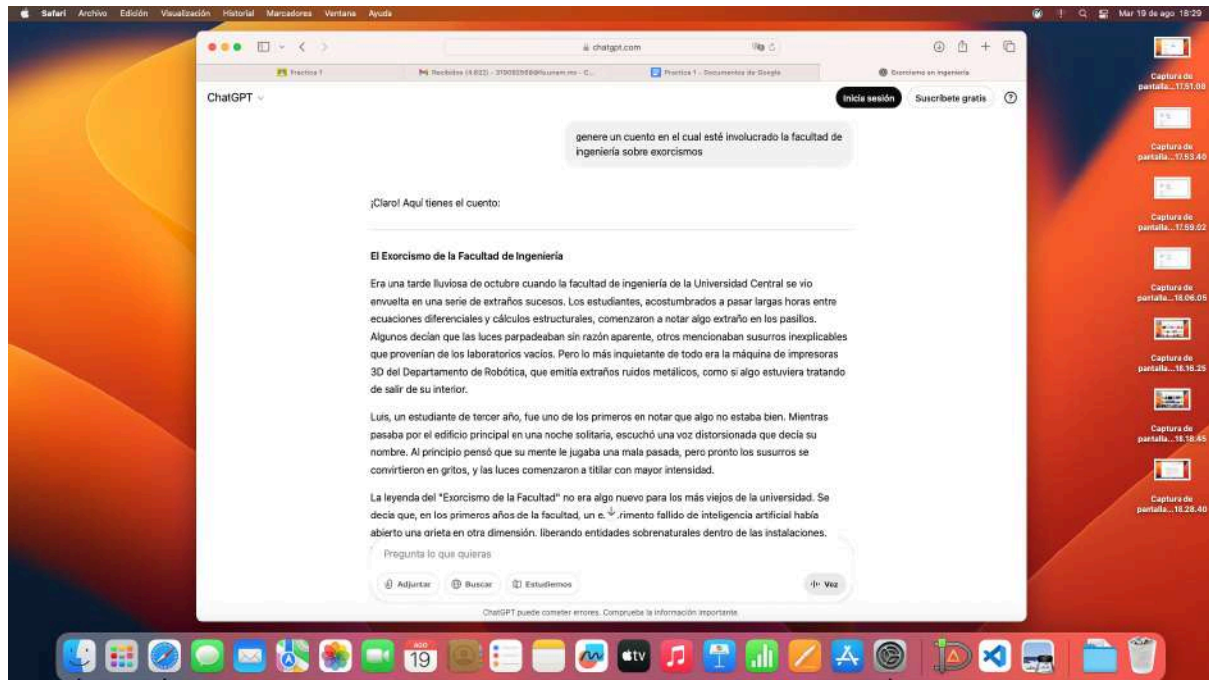 Safari Archivo Edición Visualización Historial Marcadores Ventana Ayuda
Mar 19 de ago 18:29
chatgpt.com
Practica 1
Recibidos
Practica 1 - Documentos de Google
Exorcismo en ingeniería
ChatGPT
Inicia sesión
Suscríbete gratis
genere un cuento en el cual esté involucrado la facultad de
ingeniería sobre exorcismos
¡Claro! Aquí tienes el cuento:
El Exorcismo de la Facultad de Ingeniería
Era una tarde lluviosa de octubre cuando la facultad de ingeniería de la Universidad Central se vio
envuelta en una serie de extraños sucesos. Los estudiantes, acostumbrados a pasar largas horas entre
ecuaciones diferenciales y cálculos estructurales, comenzaron a notar algo extraño en los pasillos.
Algunos decían que las luces parpadeaban sin razón aparente, otros mencionaban susurros inexplicables
que provenían de los laboratorios vacíos. Pero lo más inquietante de todo era la máquina de impresoras
3D del Departamento de Robótica, que emitía extraños ruidos metálicos, como si algo estuviera tratando
de salir de su interior.
Luis, un estudiante de tercer año, fue uno de los primeros en notar que algo no estaba bien. Mientras
pasaba por el edificio principal en una noche solitaria, escuchó una voz distorsionada que decía su
nombre. Al principio pensó que su mente le jugaba una mala pasada, pero pronto los susurros se
convirtieron en gritos, y las luces comenzaron a titilar con mayor intensidad.
La leyenda del "Exorcismo de la Facultad" no era algo nuevo para los más viejos de la universidad. Se
decía que, en los primeros años de la facultad, un e rimento fallido de inteligencia artificial había
abierto una grieta en otra dimensión, liberando entidades sobrenaturales dentro de las instalaciones.
Pregunta lo que quieras
Adjuntar
Buscar
Estudiemos
Voz
ChatGPT puede cometer errores. Compruebe la información importante.
Captura de
pantalla...17.51.08
Captura de
pantalla...17.53.40
Captura de
pantalla...17.59.02
Captura de
pantalla...18.06.05
Captura de
pantalla...18.16.25
Captura de
pantalla...18.18.45
Captura de
pantalla...18.28.40
AGO
19
tv